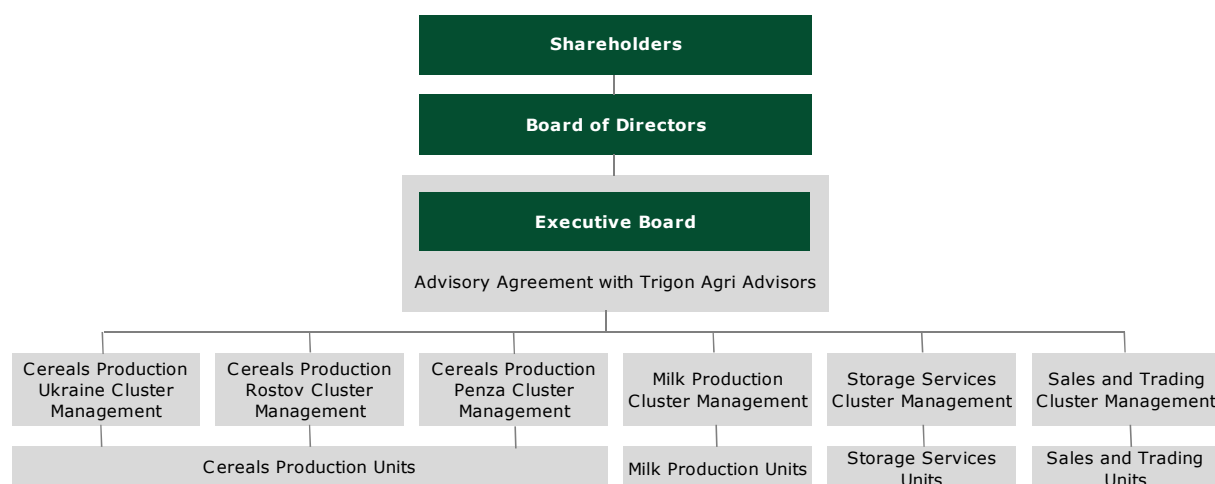 Shareholders
Board of Directors
Executive Board
Advisory Agreement with Trigon Agri Advisors
Cereals Production
Ukraine Cluster
Management
Cereals Production
Rostov Cluster
Management
Cereals Production
Penza Cluster
Management
Milk Production
Cluster Management
Storage Services
Cluster Management
Sales and Trading
Cluster Management
Cereals Production Units
Milk Production Units
Storage Services
Units
Sales and Trading
Units